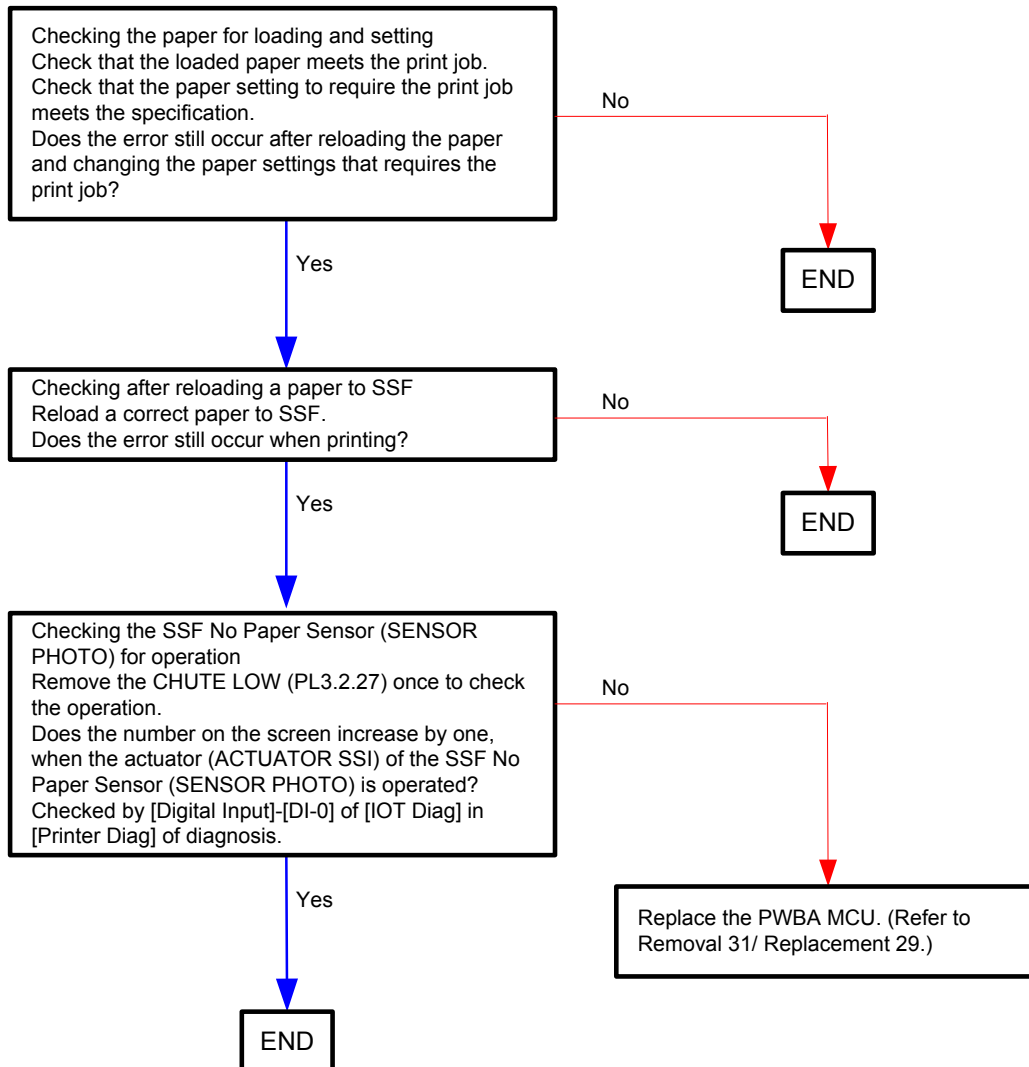 Checking the paper for loading and setting
Check that the loaded paper meets the print job.
Check that the paper setting to require the print job
meets the specification.
Does the error still occur after reloading the paper
and changing the paper settings that requires the
print job?
No
END
Yes
Checking after reloading a paper to SSF
Reload a correct paper to SSF.
Does the error still occur when printing?
No
END
Yes
Checking the SSF No Paper Sensor (SENSOR
PHOTO) for operation
Remove the CHUTE LOW (PL3.2.27) once to check
the operation.
Does the number on the screen increase by one,
when the actuator (ACTUATOR SSI) of the SSF No
Paper Sensor (SENSOR PHOTO) is operated?
Checked by [Digital Input]-[DI-0] of [IOT Diag] in
[Printer Diag] of diagnosis.
No
Yes
Replace the PWBA MCU. (Refer to
Removal 31/ Replacement 29.)
END